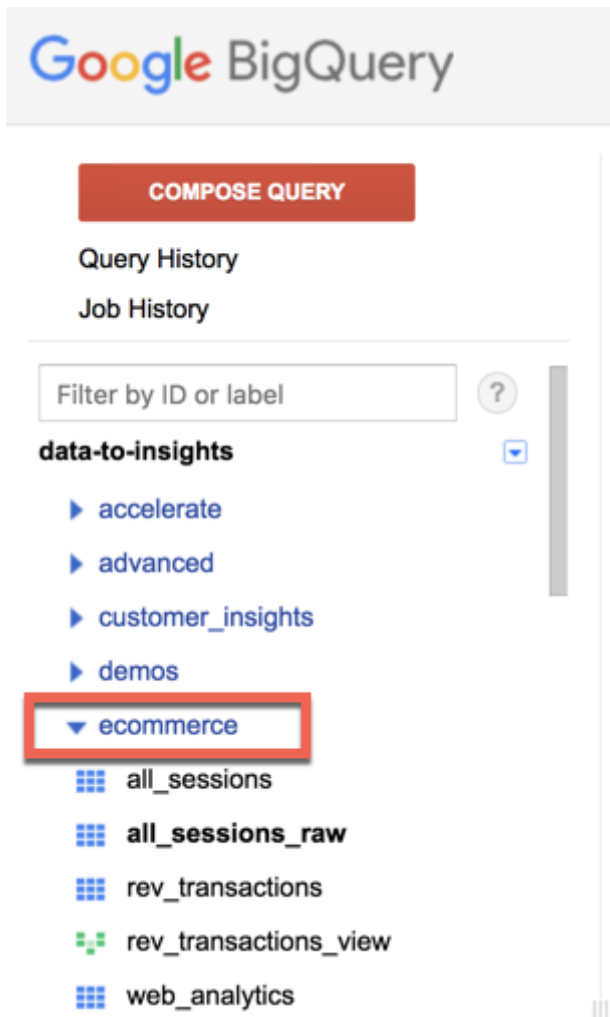 Google BigQuery
COMPOSE QUERY
Query History
Job History
Filter by ID or label
?
data-to-insights
accelerate
advanced
customer_insights
demos
ecommerce
all_sessions
all_sessions_raw
rev_transactions
rev_transactions_view
web_analytics